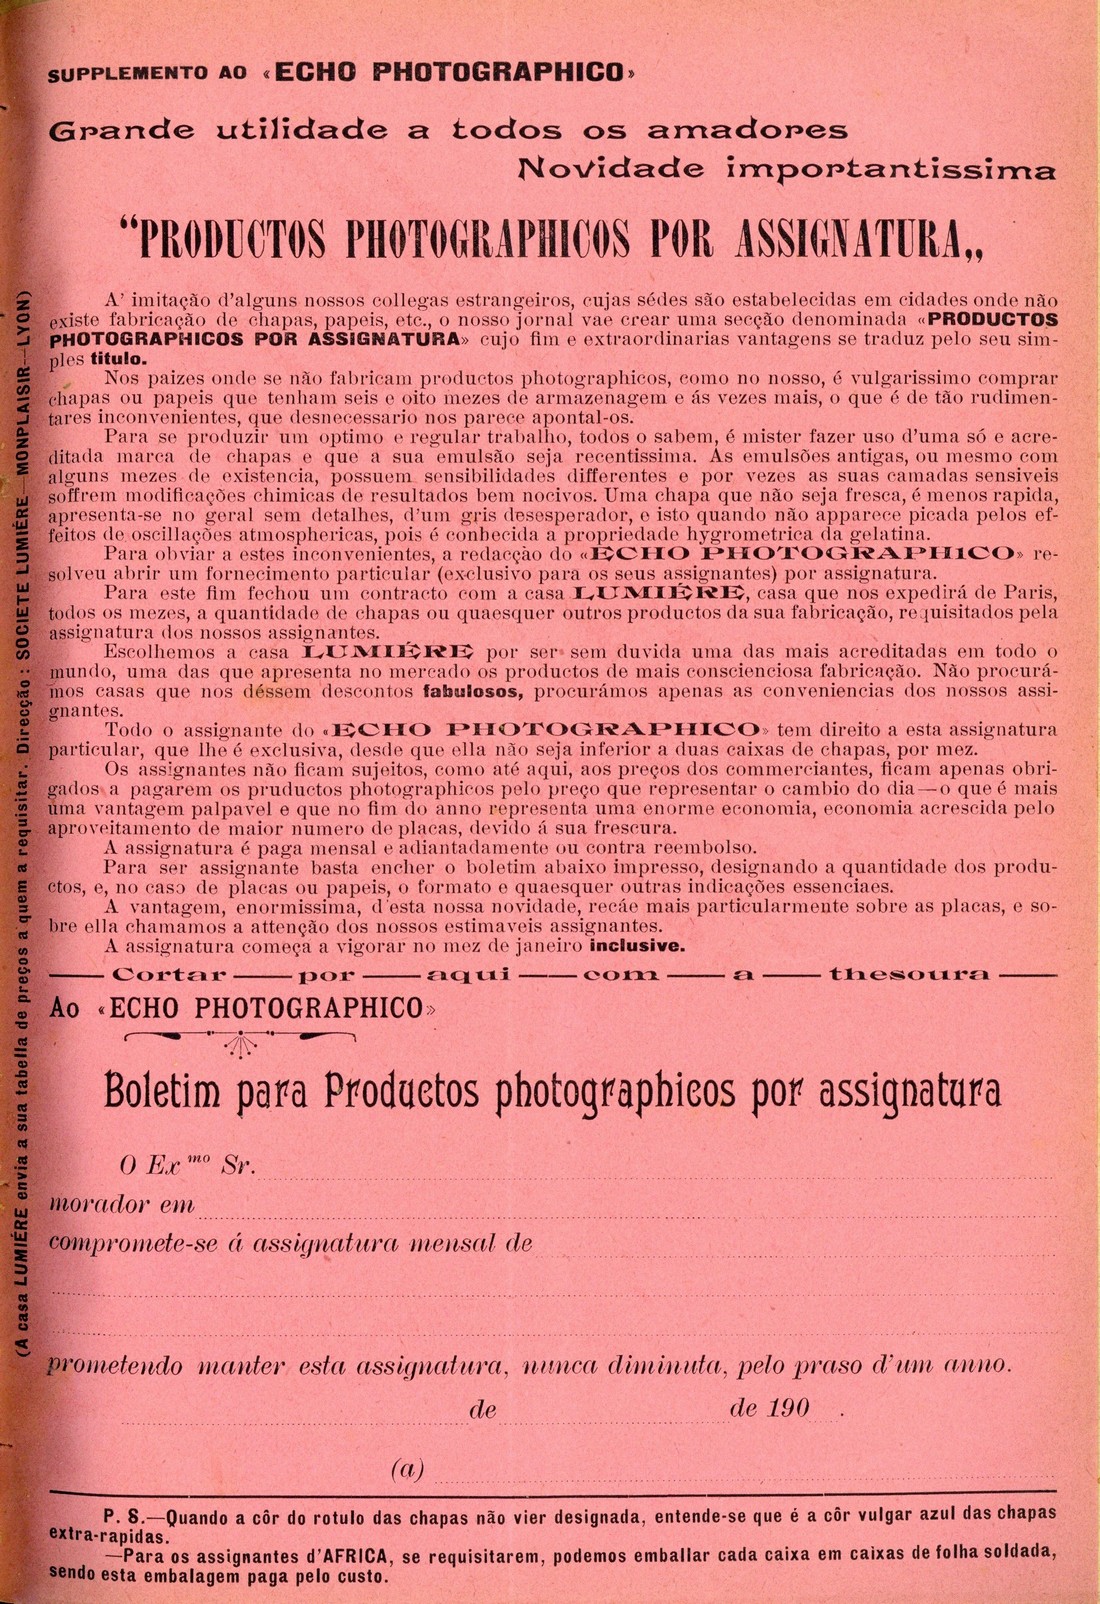 SUPPLEMENTO AO «ECHO PHOTOGRAPHICO»
Grande utilidade a todos os amadores
Novidade importantissima
“PRODUCTOS PHOTOGRAPHICOS POR ASSIGNATURA„
A’ imitação d’alguns nossos collegas estrangeiros, cujas sédes são estabelecidas em cidades onde não
existe fabricação de chapas, papeis, etc., o nosso jornal vae crear uma secção denominada «PRODUCTOS
PHOTOGRAPHICOS POR ASSIGNATURA» cujo fim e extraordinarias vantagens se traduz pelo seu sim-
ples titulo.
Nos paizes onde se não fabricam productos photographicos, como no nosso, é vulgarissimo comprar
chapas ou papeis que tenham seis e oito mezes de armazenagem e ás vezes mais, o que é de tão rudimen-
tares inconvenientes, que desnecessario nos parece apontal-os.
Para se produzir um optimo e regular trabalho, todos o sabem, é mister fazer uso d’uma só e acre-
ditada marca de chapas e que a sua emulsão seja recentissima. As emulsões antigas, ou mesmo com
alguns mezes de existencia, possuem sensibilidades differentes e por vezes as suas camadas sensiveis
soffrem modificações chimicas de resultados bem nocivos. Uma chapa que não seja fresca, é menos rapida,
apresenta-se no geral sem detalhes, d’um gris desesperador, e isto quando não apparece picada pelos ef-
feitos de oscillações atmosphericas, pois é conhecida a propriedade hygrometrica da gelatina.
Para obviar a estes inconvenientes, a redacção do «ECHO PHOTOGRAPHICO» re-
solveu abrir um fornecimento particular (exclusivo para os seus assignantes) por assignatura.
Para este fim fechou um contracto com a casa LUMIÉRE, casa que nos expedirá de Paris,
todos os mezes, a quantidade de chapas ou quaesquer outros productos da sua fabricação, requisitados pela
assignatura dos nossos assignantes.
Escolhemos a casa LUMIÉRE por ser sem duvida uma das mais acreditadas em todo o
mundo, uma das que apresenta no mercado os productos de mais conscienciosa fabricação. Não procurá-
mos casas que nos déssem descontos fabulosos, procurámos apenas as conveniencias dos nossos assi-
gnantes.
Todo o assignante do «ECHO PHOTOGRAPHICO» tem direito a esta assignatura
particular, que lhe é exclusiva, desde que ella não seja inferior a duas caixas de chapas, por mez.
Os assignantes não ficam sujeitos, como até aqui, aos preços dos commerciantes, ficam apenas obri-
gados a pagarem os pruductos photographicos pelo preço que representar o cambio do dia—o que é mais
uma vantagem palpavel e que no fim do anno representa uma enorme economia, economia acrescida pelo
aproveitamento de maior numero de placas, devido á sua frescura.
A assignatura é paga mensal e adiantadamente ou contra reembolso.
Para ser assignante basta encher o boletim abaixo impresso, designando a quantidade dos produ-
ctos, e, no caso de placas ou papeis, o formato e quaesquer outras indicações essenciaes.
A vantagem, enormissima, d’esta nossa novidade, recáe mais particularmente sobre as placas, e so-
bre ella chamamos a attenção dos nossos estimaveis assignantes.
A assignatura começa a vigorar no mez de janeiro inclusive.
—— Cortar —— por —— aqui —— com —— a —— thesoura ——
Ao «ECHO PHOTOGRAPHICO»
Boletim para Productos photographicos por assignatura
O Ex mo Sr.
morador em
compromete-se á assignatura mensal de
prometendo manter esta assignatura, nunca diminuta, pelo praso d’um anno.
de de 190 .
(a)
P. S.—Quando a côr do rotulo das chapas não vier designada, entende-se que é a côr vulgar azul das chapas
extra-rapidas.
—Para os assignantes d’AFRICA, se requisitarem, podemos emballar cada caixa em caixas de folha soldada,
sendo esta embalagem paga pelo custo.
(A casa LUMIÉRE envia a sua tabella de preços a quem a requisitar. Direcção : SOCIETE LUMIÉRE—MONPLAISIR—LYON)